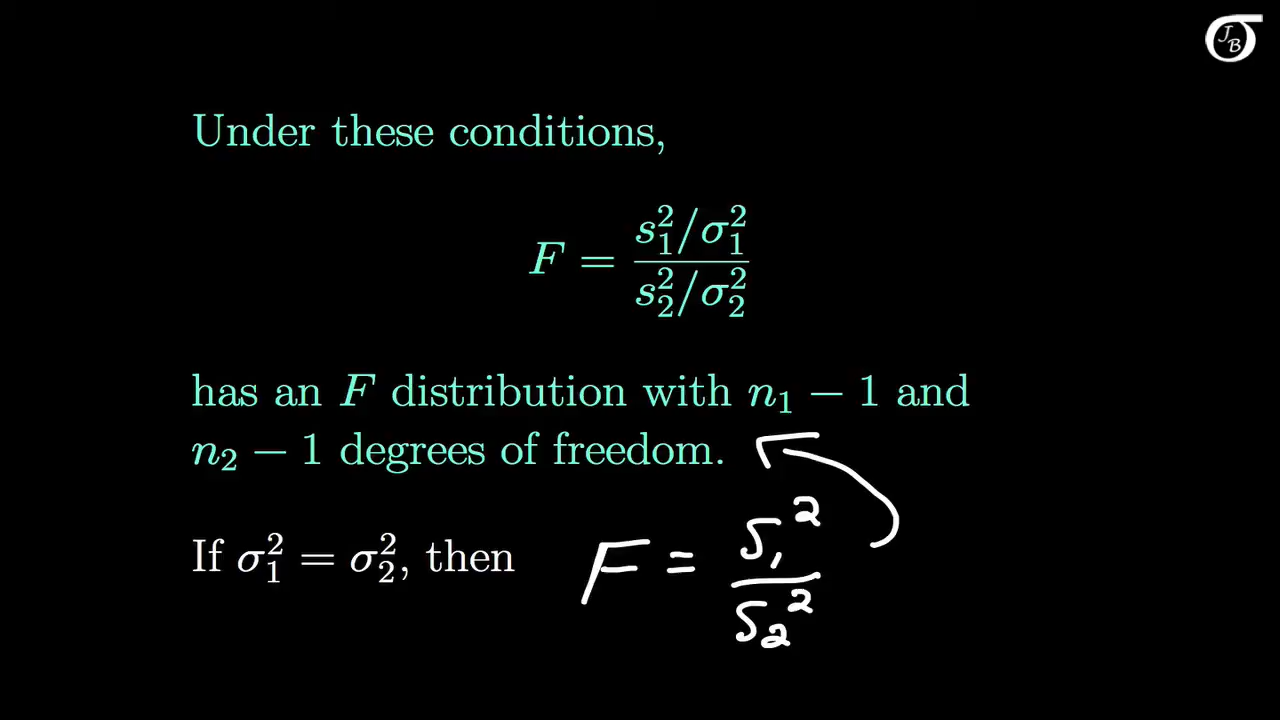 σ JB
Under these conditions,
F = (s₁²/σ₁²)/(s₂²/σ₂²)
has an F distribution with n₁ − 1 and
n₂ − 1 degrees of freedom.
If σ₁² = σ₂², then F = S₁²/S₂²